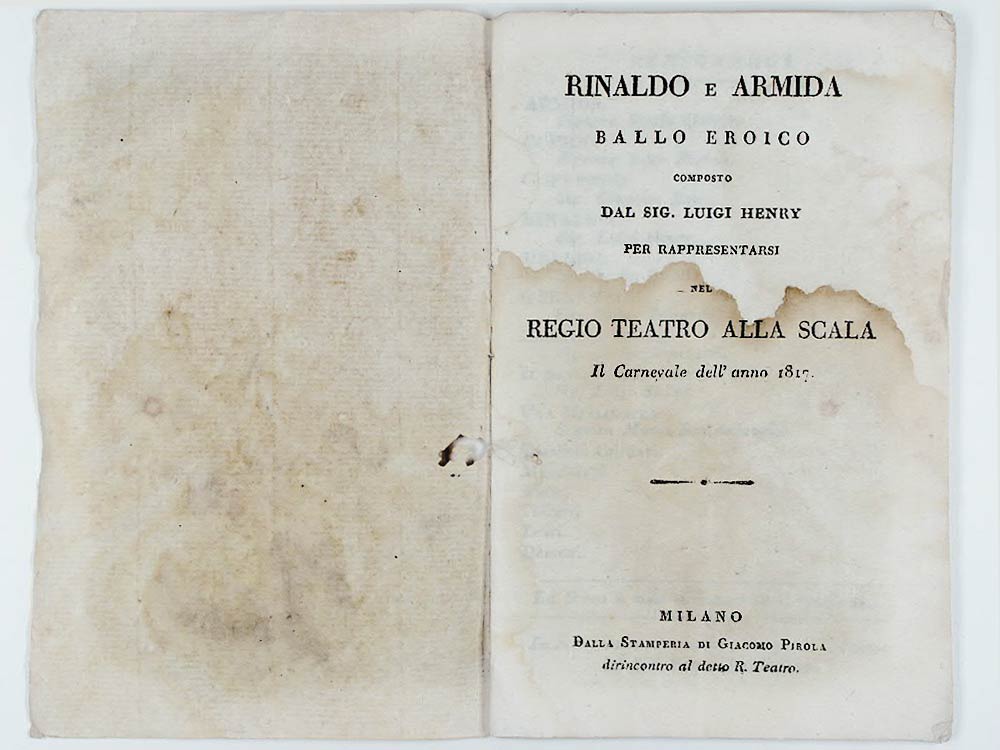 RINALDO E ARMIDA
BALLO EROICO
COMPOSTO
DAL SIG. LUIGI HENRY
PER RAPPRESENTARSI
NEL
REGIO TEATRO ALLA SCALA
Il Carnevale dell' anno 1817.
MILANO
DALLA STAMPERIA DI GIACOMO PIROLA
dirincontro al detto R. Teatro.